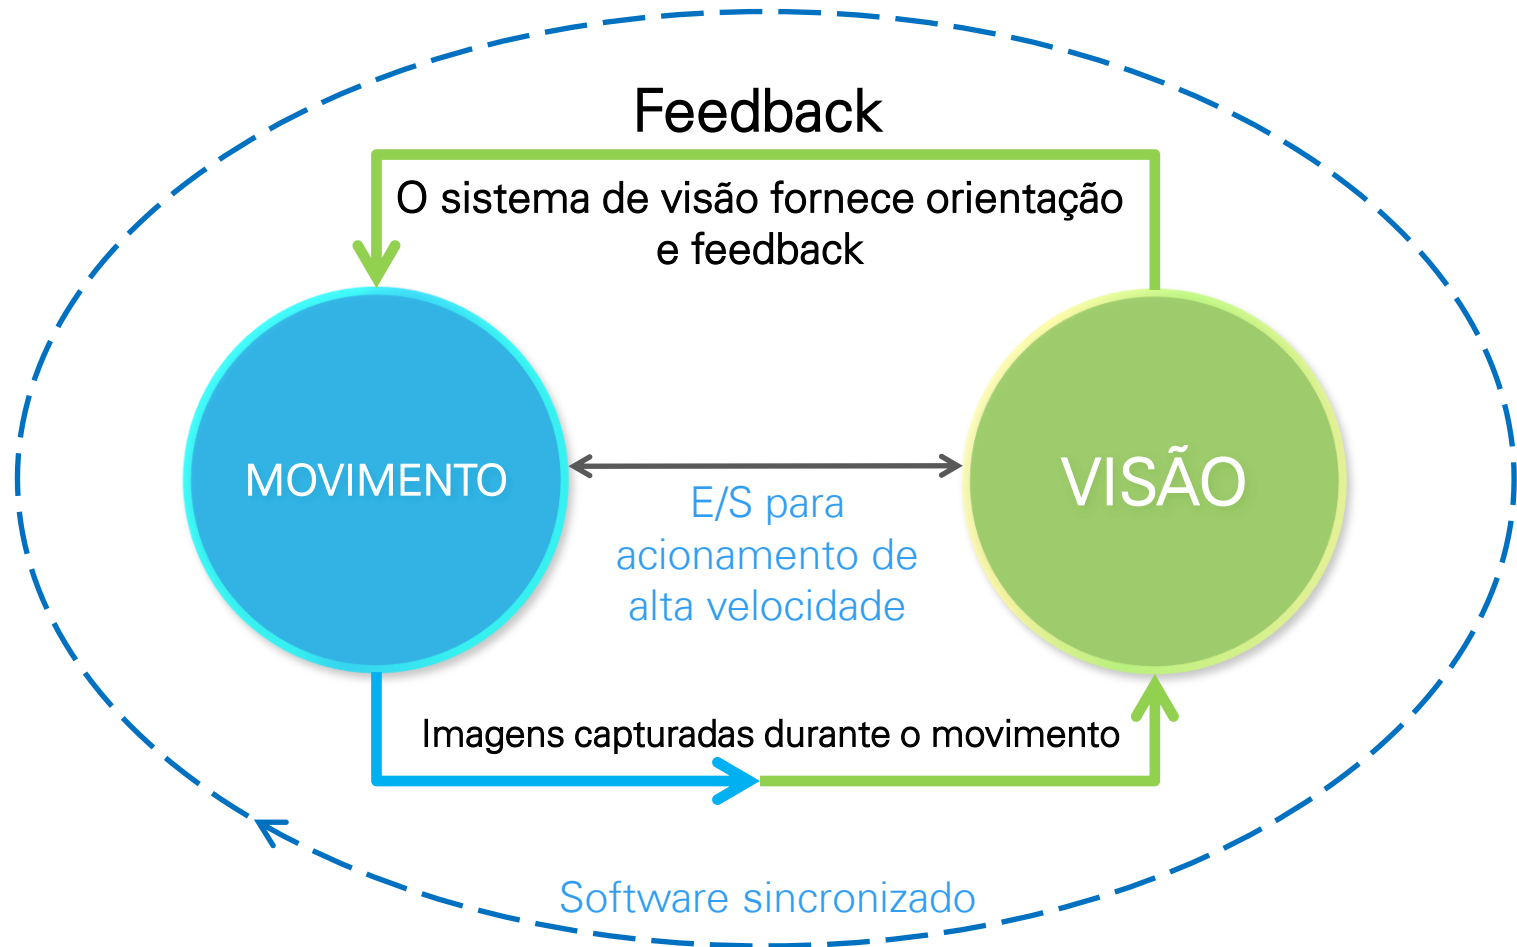 Feedback
O sistema de visão fornece orientação
e feedback
MOVIMENTO
VISÃO
E/S para
acionamento de
alta velocidade
Imagens capturadas durante o movimento
Software sincronizado